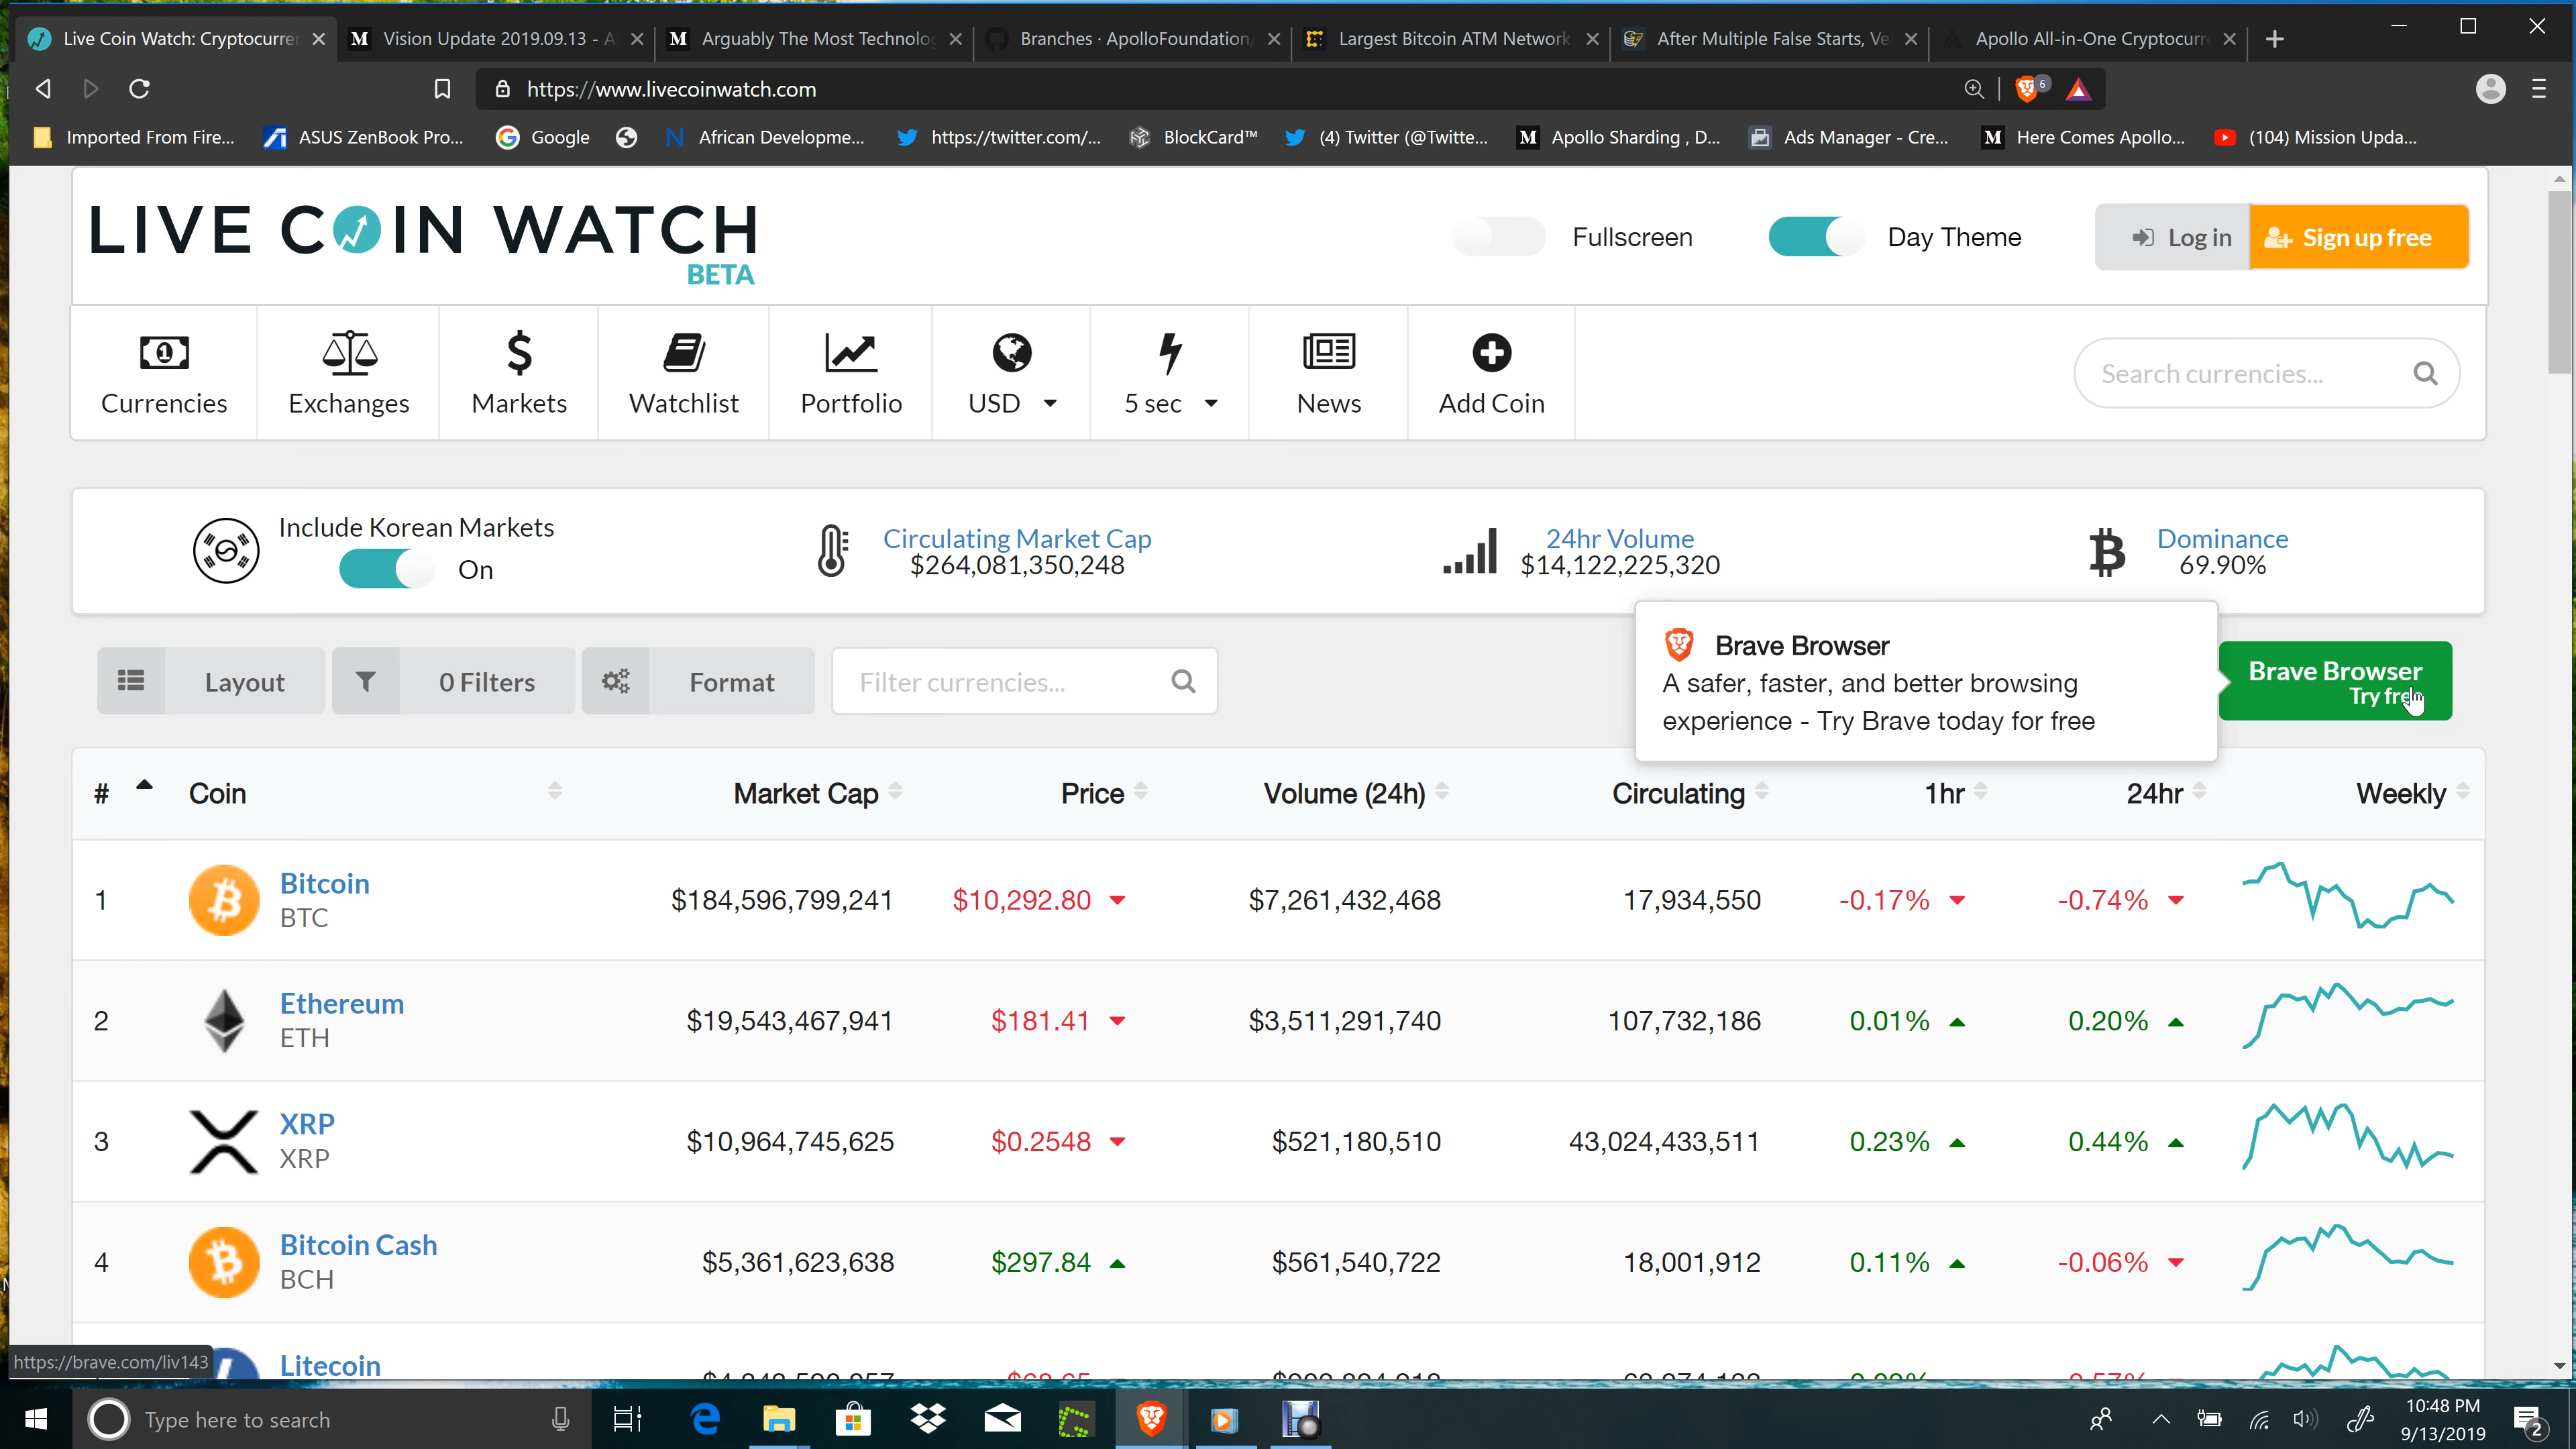 Live Coin Watch: Cryptocurre
Vision Update 2019.09.13 - A
Arguably The Most Technolog
Branches · ApolloFoundation/
Largest Bitcoin ATM Network
After Multiple False Starts, Ve
Apollo All-in-One Cryptocurr
https://www.livecoinwatch.com
6
Imported From Fire...
ASUS ZenBook Pro...
Google
African Developme...
https://twitter.com/...
BlockCard™
(4) Twitter (@Twitte...
Apollo Sharding , D...
Ads Manager - Cre...
Here Comes Apollo...
(104) Mission Upda...
LIVE COIN WATCH
BETA
Fullscreen
Day Theme
Log in
Sign up free
Currencies
Exchanges
Markets
Watchlist
Portfolio
USD
5 sec
News
Add Coin
Search currencies...
Include Korean Markets
On
Circulating Market Cap
$264,081,350,248
24hr Volume
$14,122,225,320
Dominance
69.90%
Layout
0 Filters
Format
Filter currencies...
Brave Browser
A safer, faster, and better browsing
experience - Try Brave today for free
Brave Browser
Try free
# Coin Market Cap Price Volume (24h) Circulating 1hr 24hr Weekly
1 Bitcoin $184,596,799,241 $10,292.80 $7,261,432,468 17,934,550 -0.17% -0.74%
BTC
2 Ethereum $19,543,467,941 $181.41 $3,511,291,740 107,732,186 0.01% 0.20%
ETH
3 XRP $10,964,745,625 $0.2548 $521,180,510 43,024,433,511 0.23% 0.44%
XRP
4 Bitcoin Cash $5,361,623,638 $297.84 $561,540,722 18,001,912 0.11% -0.06%
BCH
Litecoin
https://brave.com/liv143
Type here to search
10:48 PM
9/13/2019
2